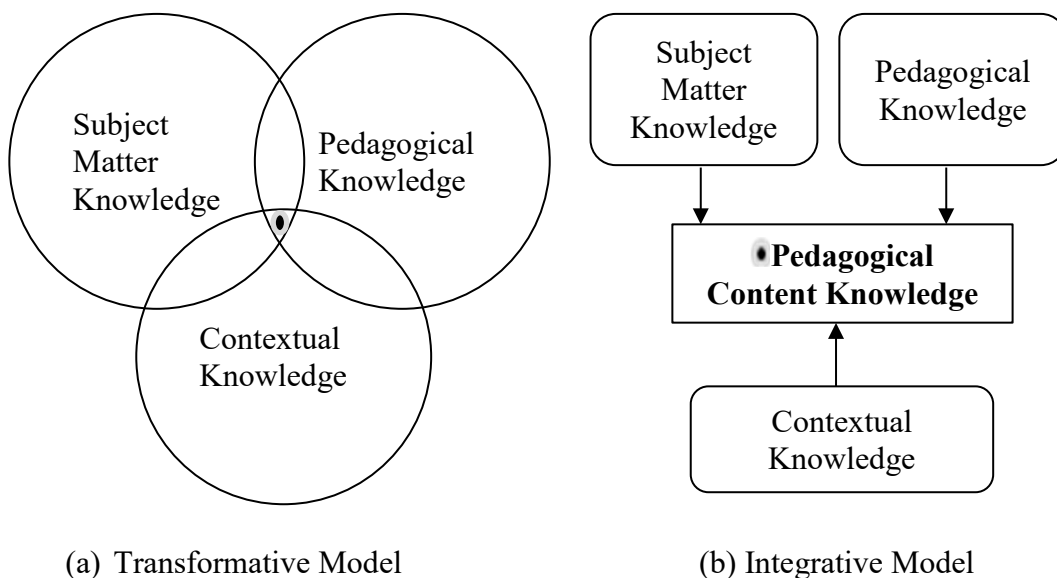 Subject
Matter
Knowledge
Pedagogical
Knowledge
Contextual
Knowledge
(a) Transformative Model
Subject
Matter
Knowledge
Pedagogical
Knowledge
Pedagogical
Content Knowledge
Contextual
Knowledge
(b) Integrative Model